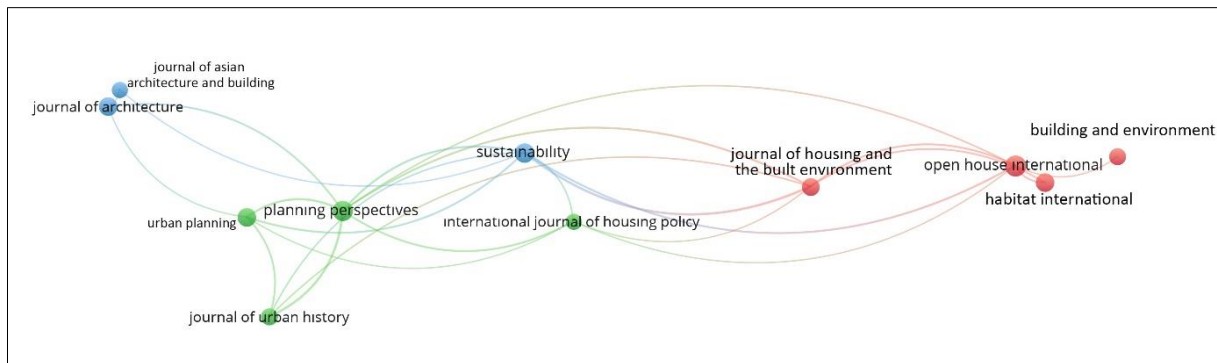 journal of asian
architecture and building
journal of architecture
sustainability
journal of housing and
the built environment
building and environment
open house international
habitat international
urban planning
planning perspectives
international journal of housing policy
journal of urban history